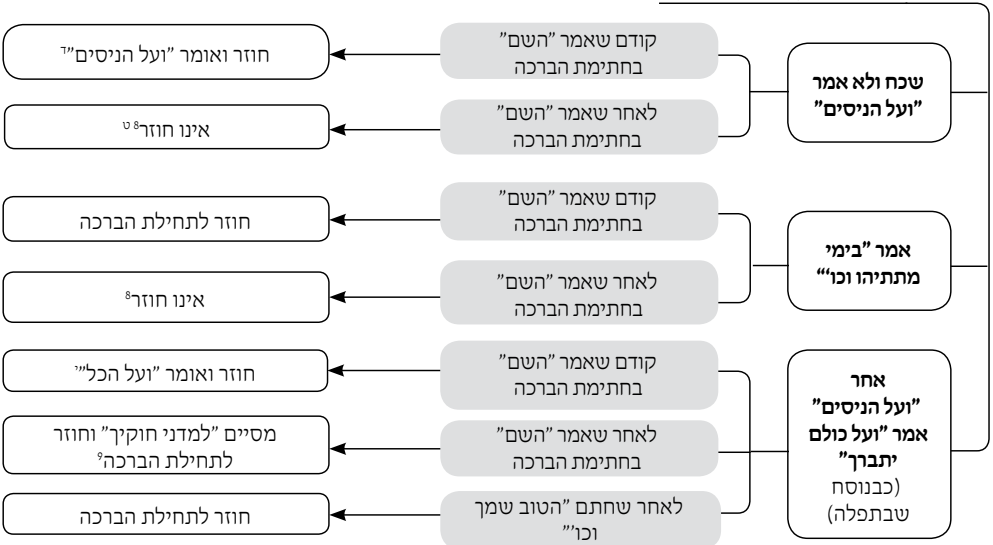 שכח ולא אמר
"ועל הניסים"
קודם שאמר "השם"
בחתימת הברכה
חוזר ואומר "ועל הניסים"ד
לאחר שאמר "השם"
בחתימת הברכה
אינו חוזר8 ט
אמר "בימי
מתתיהו וכו'"
קודם שאמר "השם"
בחתימת הברכה
חוזר לתחילת הברכה
לאחר שאמר "השם"
בחתימת הברכה
אינו חוזר8
אחר
"ועל הניסים"
אמר "ועל כולם
יתברך"
(כבנוסח
שבתפלה)
קודם שאמר "השם"
בחתימת הברכה
חוזר ואומר "ועל הכל"י
לאחר שאמר "השם"
בחתימת הברכה
מסיים "למדני חוקיך" וחוזר
לתחילת הברכה9
לאחר שחתם "הטוב שמך
וכו'"
חוזר לתחילת הברכה